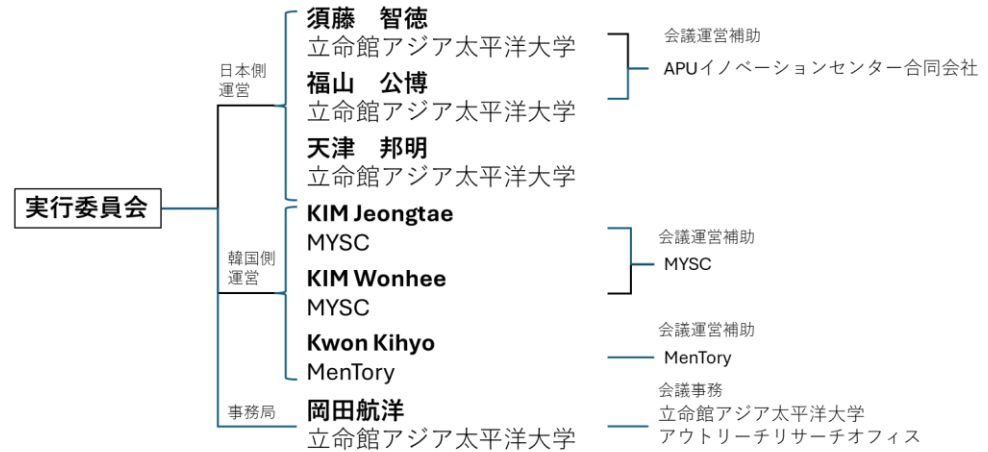 実行委員会
日本側
運営
須藤　智徳
立命館アジア太平洋大学
福山　公博
立命館アジア太平洋大学
天津　邦明
立命館アジア太平洋大学
会議運営補助
APUイノベーションセンター合同会社
韓国側
運営
KIM Jeongtae
MYSC
KIM Wonhee
MYSC
会議運営補助
MYSC
Kwon Kihyo
MenTory
会議運営補助
MenTory
事務局
岡田航洋
立命館アジア太平洋大学
会議事務
立命館アジア太平洋大学
アウトリーチリサーチオフィス